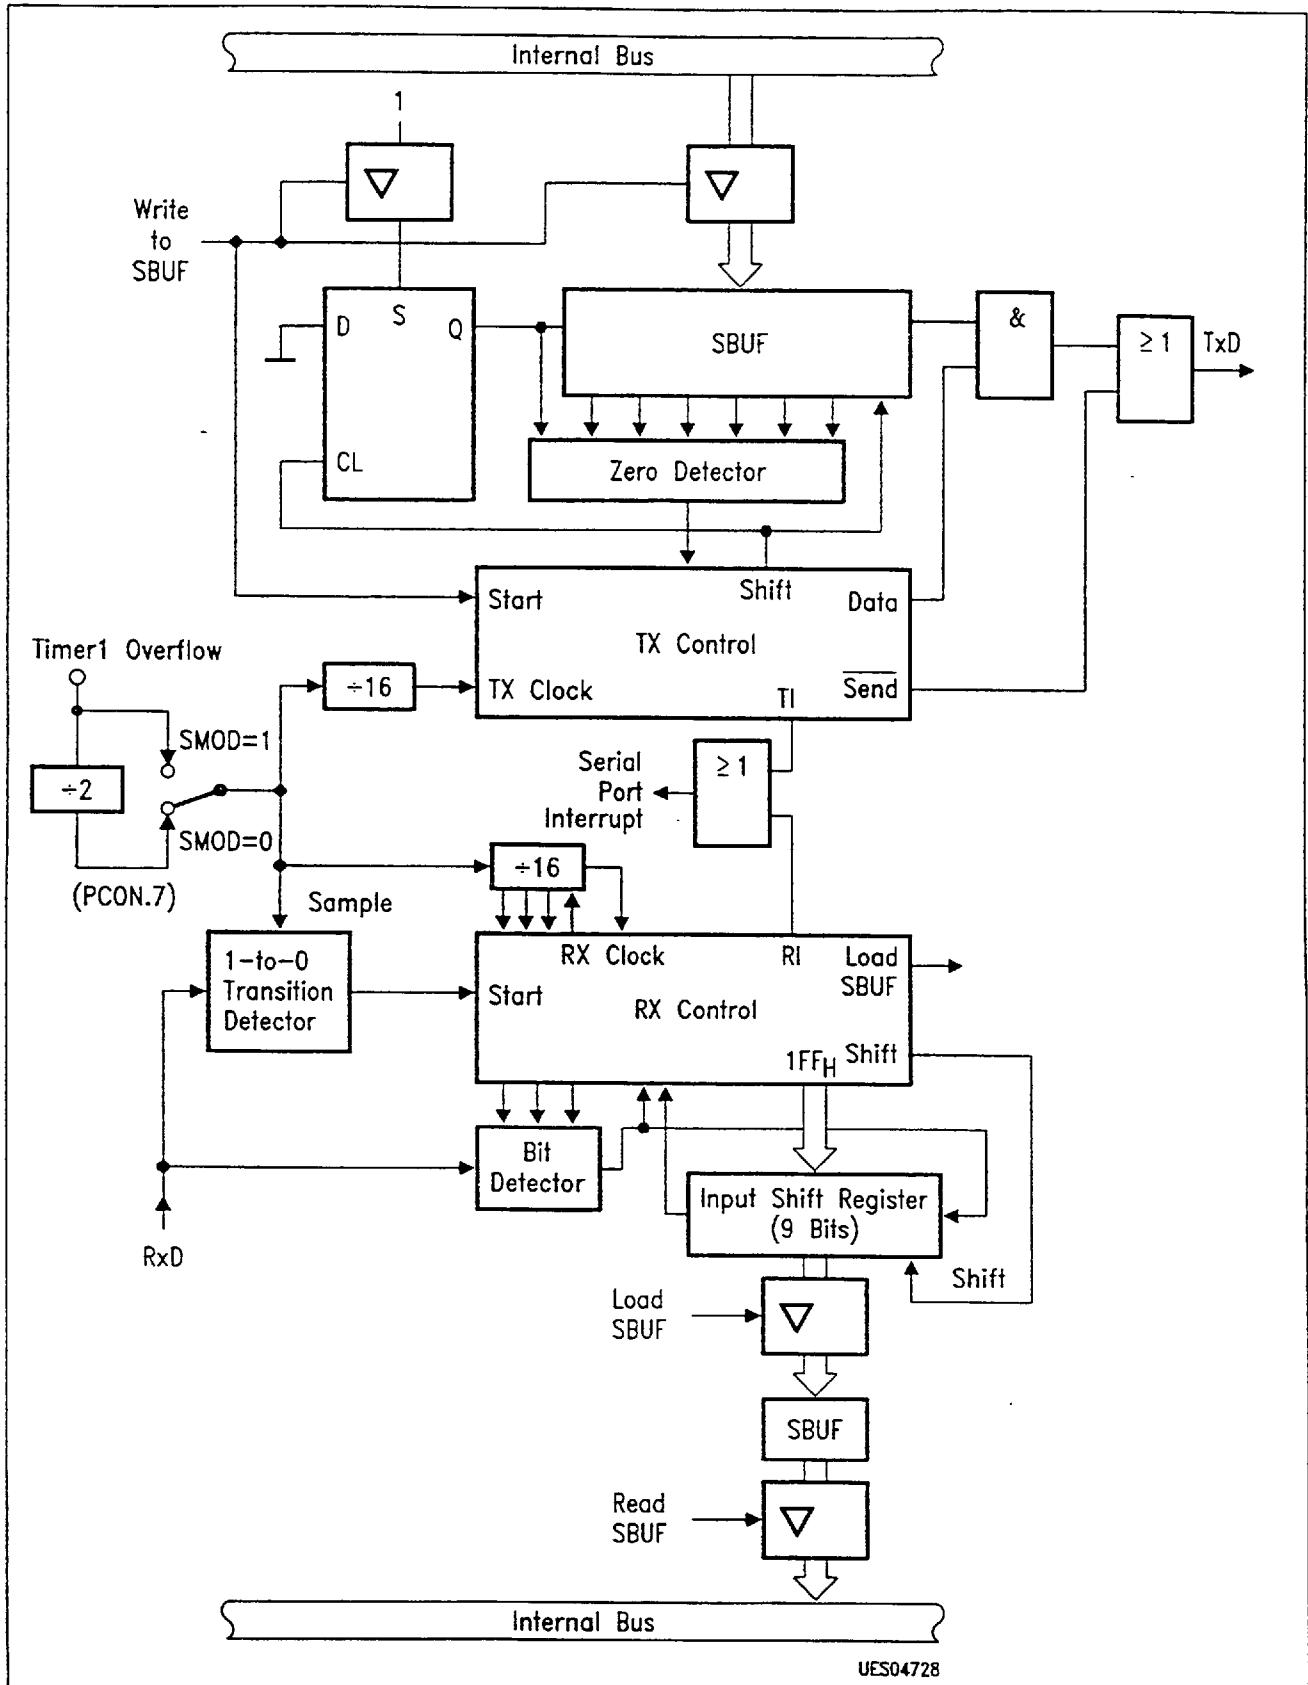 Internal Bus
1
Write
to
SBUF
D
S
Q
CL
SBUF
&
≥1
TxD
Zero Detector
Shift
Start
Data
TX Control
TX Clock
TI
Send
Timer1 Overflow
÷16
SMOD=1
÷2
SMOD=0
(PCON.7)
Serial
Port
Interrupt
≥1
÷16
Sample
1-to-0
Transition
Detector
RX Clock
RI
Load
SBUF
Start
RX Control
1FFH
Shift
Bit
Detector
RxD
Input Shift Register
(9 Bits)
Shift
Load
SBUF
SBUF
Read
SBUF
Internal Bus
UES04728